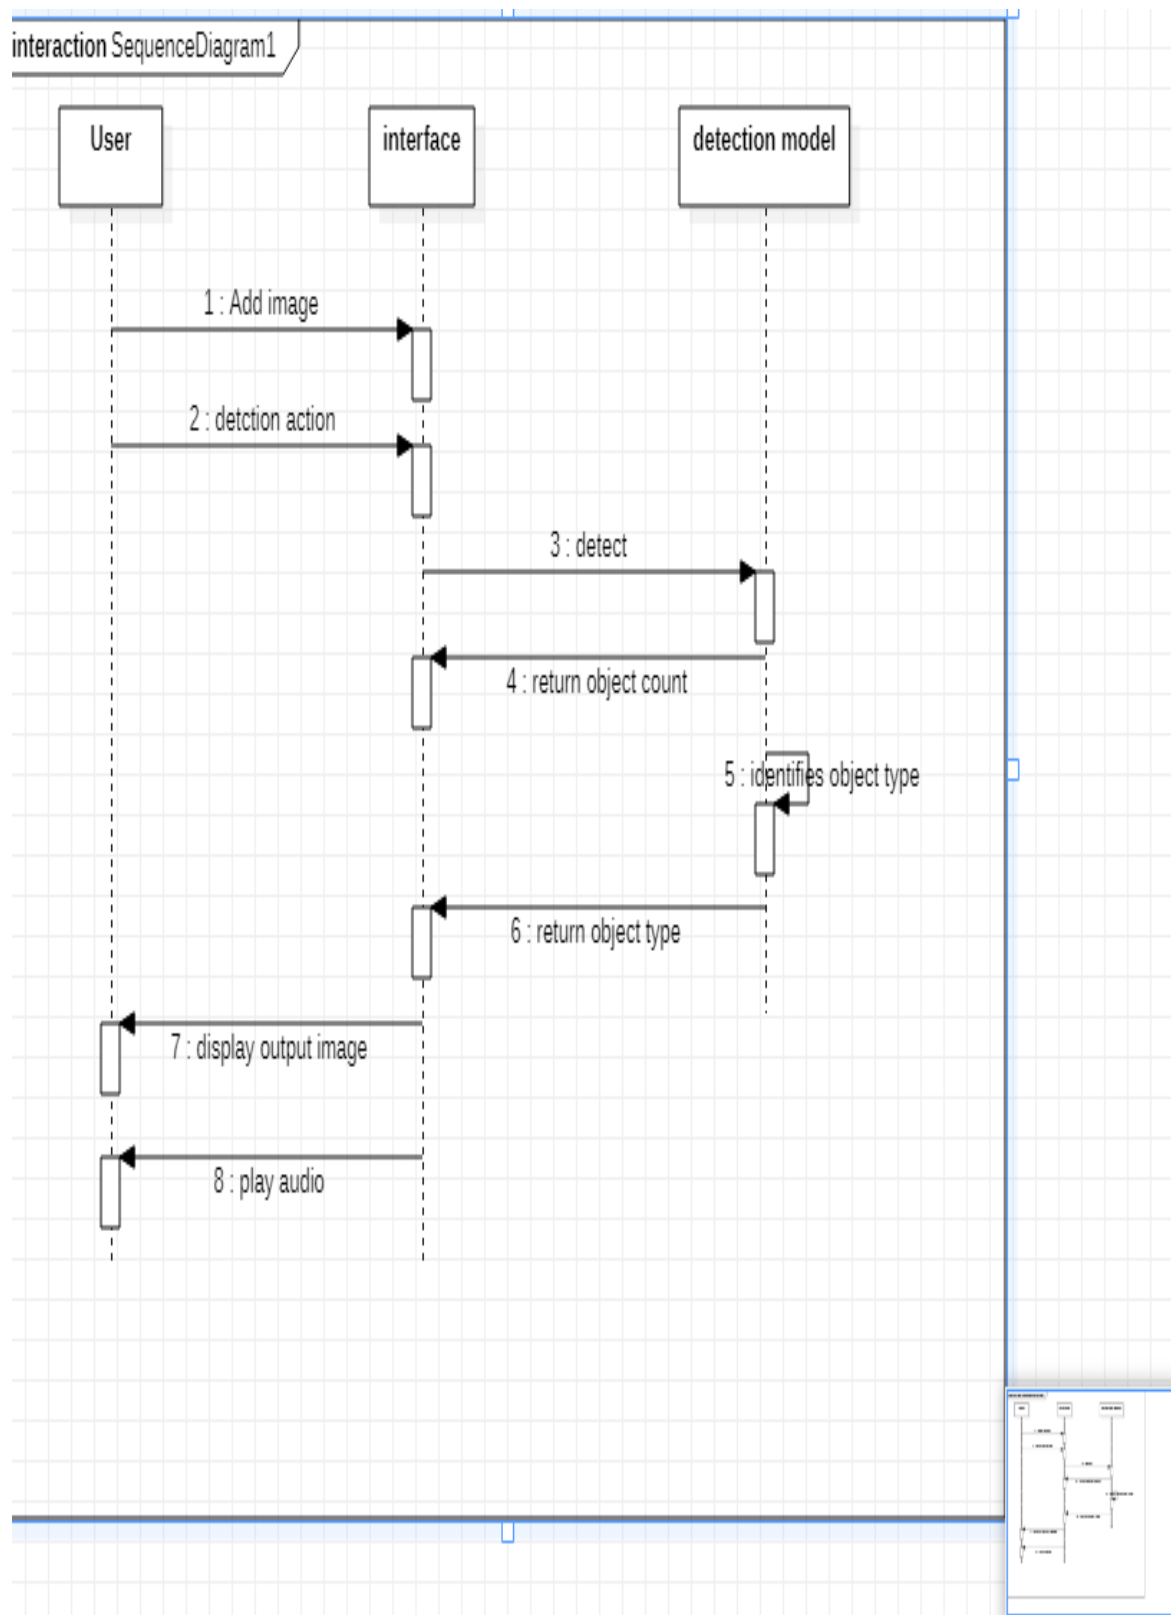 interaction SequenceDiagram1
User
interface
detection model
1 : Add image
2 : detction action
3 : detect
4 : return object count
5 : identifies object type
6 : return object type
7 : display output image
8 : play audio